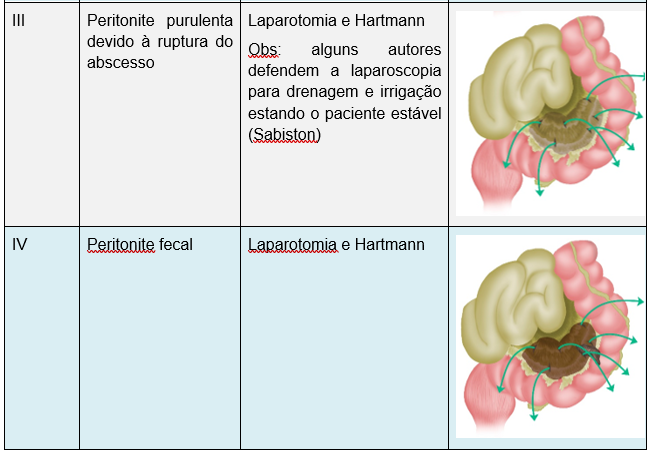 III
Peritonite purulenta
devido à ruptura do
abscesso
Laparotomia e Hartmann
Obs: alguns autores
defendem a laparoscopia
para drenagem e irrigação
estando o paciente estável
(Sabiston)
IV
Peritonite fecal
Laparotomia e Hartmann